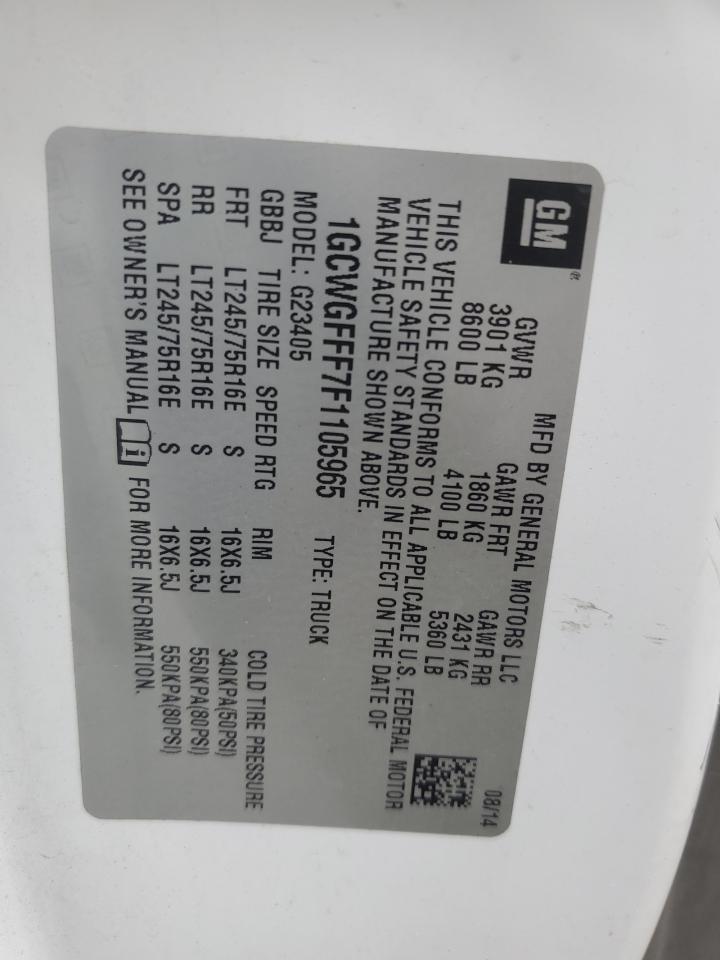 GM®
MFD BY GENERAL MOTORS LLC 08/14
GVWR GAWR FRT GAWR RR
3901 KG 1860 KG 2431 KG
8600 LB 4100 LB 5360 LB
THIS VEHICLE CONFORMS TO ALL APPLICABLE U.S. FEDERAL MOTOR
VEHICLE SAFETY STANDARDS IN EFFECT ON THE DATE OF
MANUFACTURE SHOWN ABOVE.
1GCWGFFF7F1105965 TYPE: TRUCK
MODEL: G23405
GBBJ TIRE SIZE SPEED RTG RIM COLD TIRE PRESSURE
FRT LT245/75R16E S 16X6.5J 340KPA(50PSI)
RR LT245/75R16E S 16X6.5J 550KPA(80PSI)
SPA LT245/75R16E S 16X6.5J 550KPA(80PSI)
SEE OWNER'S MANUAL i FOR MORE INFORMATION.